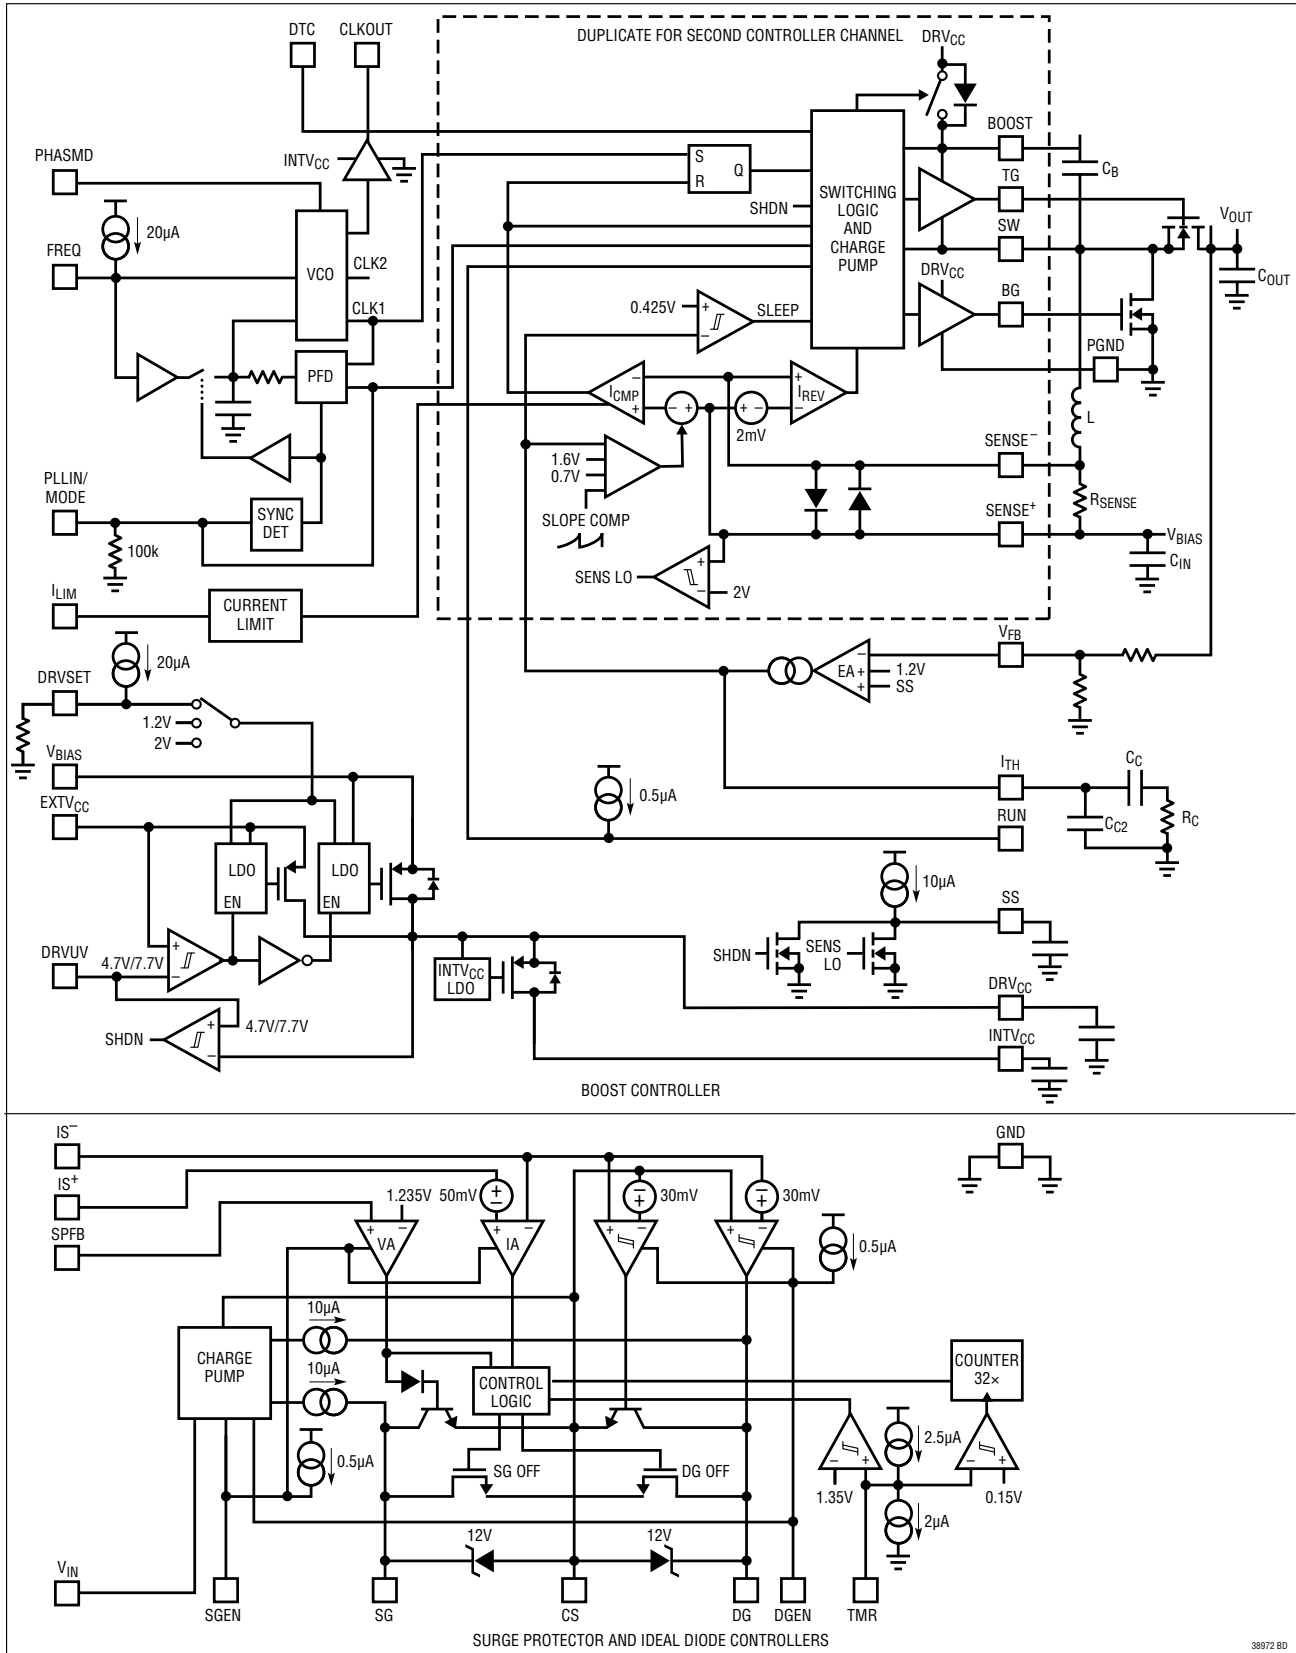 DTC
CLKOUT
DUPLICATE FOR SECOND CONTROLLER CHANNEL
DRVCC
PHASMD
INTVCC
S
R
Q
SHDN
SWITCHING
LOGIC
AND
CHARGE
PUMP
BOOST
CB
TG
SW
VOUT
COUT
DRVCC
BG
PGND
20µA
FREQ
VCO
CLK2
CLK1
0.425V
+
−
SLEEP
PFD
ICMP
−
+
− +
+ −
2mV
+
−
IREV
L
1.6V
0.7V
SLOPE COMP
SENSE−
RSENSE
SENSE+
VBIAS
CIN
PLLIN/
MODE
SYNC
DET
100k
SENS LO
+
−
2V
ILIM
CURRENT
LIMIT
VFB
EA
−
+
+
1.2V
SS
20µA
DRVSET
1.2V
2V
VBIAS
EXTVCC
LDO
EN
LDO
EN
0.5µA
ITH
CC
CC2
RC
RUN
10µA
SS
SHDN
SENS
LO
DRVUV
4.7V/7.7V
+
−
INTVCC
LDO
DRVCC
SHDN
+
−
4.7V/7.7V
INTVCC
BOOST CONTROLLER
IS−
GND
IS+
1.235V
50mV
+
−
−
+
30mV
−
+
30mV
SPFB
+
−
VA
+
−
IA
+
−
+
−
0.5µA
10µA
CHARGE
PUMP
10µA
CONTROL
LOGIC
COUNTER
32×
0.5µA
SG OFF
DG OFF
−
+
1.35V
2.5µA
−
+
0.15V
2µA
12V
12V
VIN
SGEN
SG
CS
DG
DGEN
TMR
SURGE PROTECTOR AND IDEAL DIODE CONTROLLERS
38972 BD